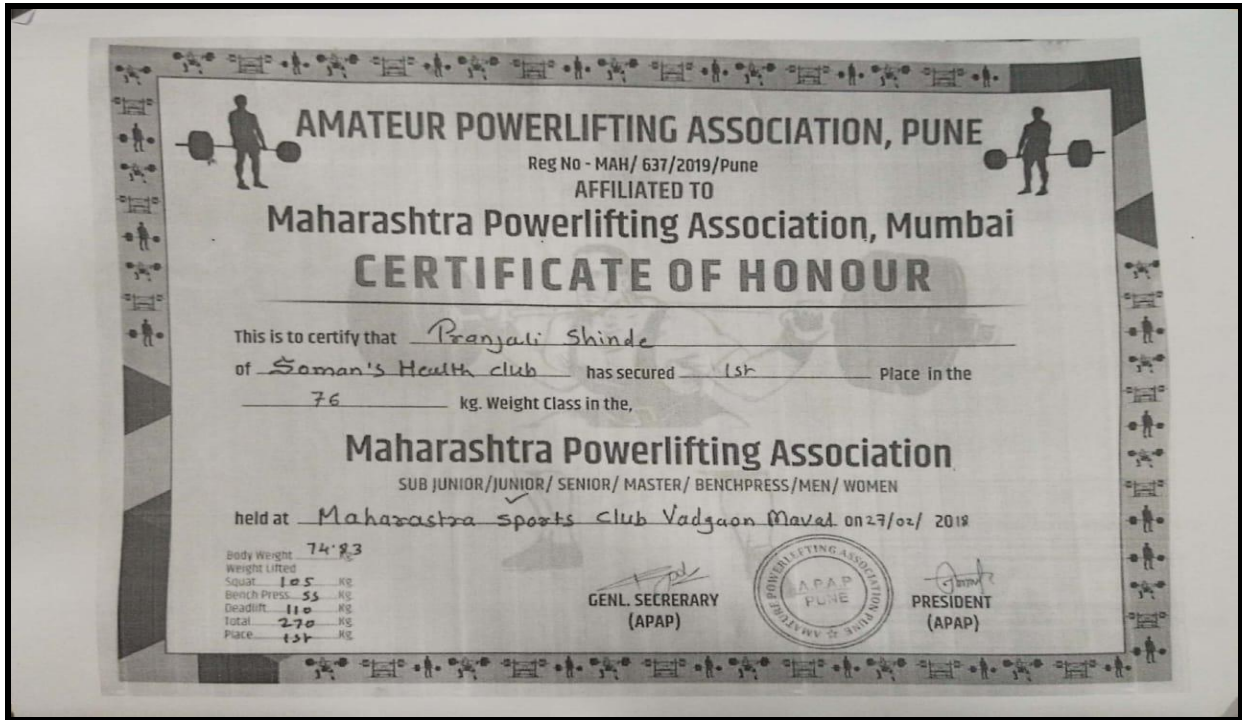 AMATEUR POWERLIFTING ASSOCIATION, PUNE
Reg No - MAH/ 637/2019/Pune
AFFILIATED TO
Maharashtra Powerlifting Association, Mumbai
CERTIFICATE OF HONOUR
This is to certify that Pranjali Shinde
of Soman's Health club has secured 1st Place in the
76 kg. Weight Class in the,
Maharashtra Powerlifting Association
SUB JUNIOR/JUNIOR/ SENIOR/ MASTER/ BENCHPRESS/MEN/ WOMEN
held at Maharastra sports club Vadgaon Maval on 27/02/ 2018
Body Weight 74.83
Weight Lifted
Squat 105 Kg
Bench Press 55 Kg
Deadlift 110 Kg
Total 270 Kg
Place 1st Kg
GENL. SECRERARY
(APAP)
AMATURE POWERLEFTING ASSOCIATION PUNE
A.P.A.P
PUNE
PRESIDENT
(APAP)